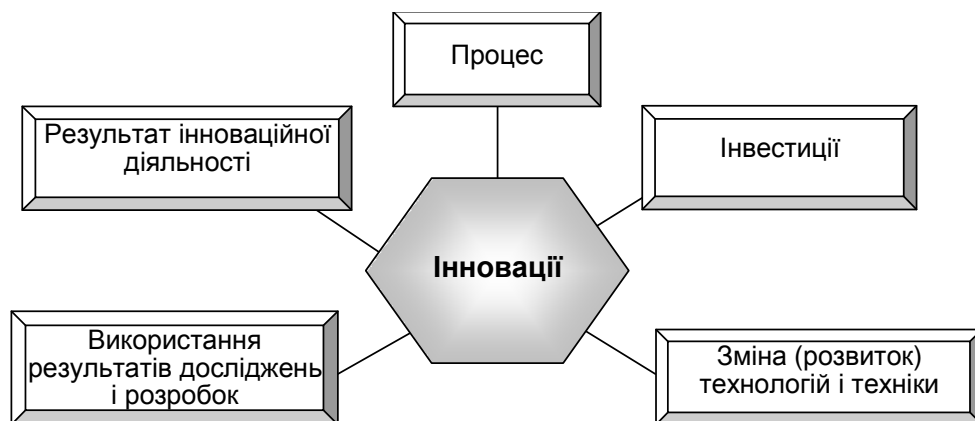 Процес
Результат інноваційної
діяльності
Інвестиції
Інновації
Використання
результатів досліджень
і розробок
Зміна (розвиток)
технологій і техніки